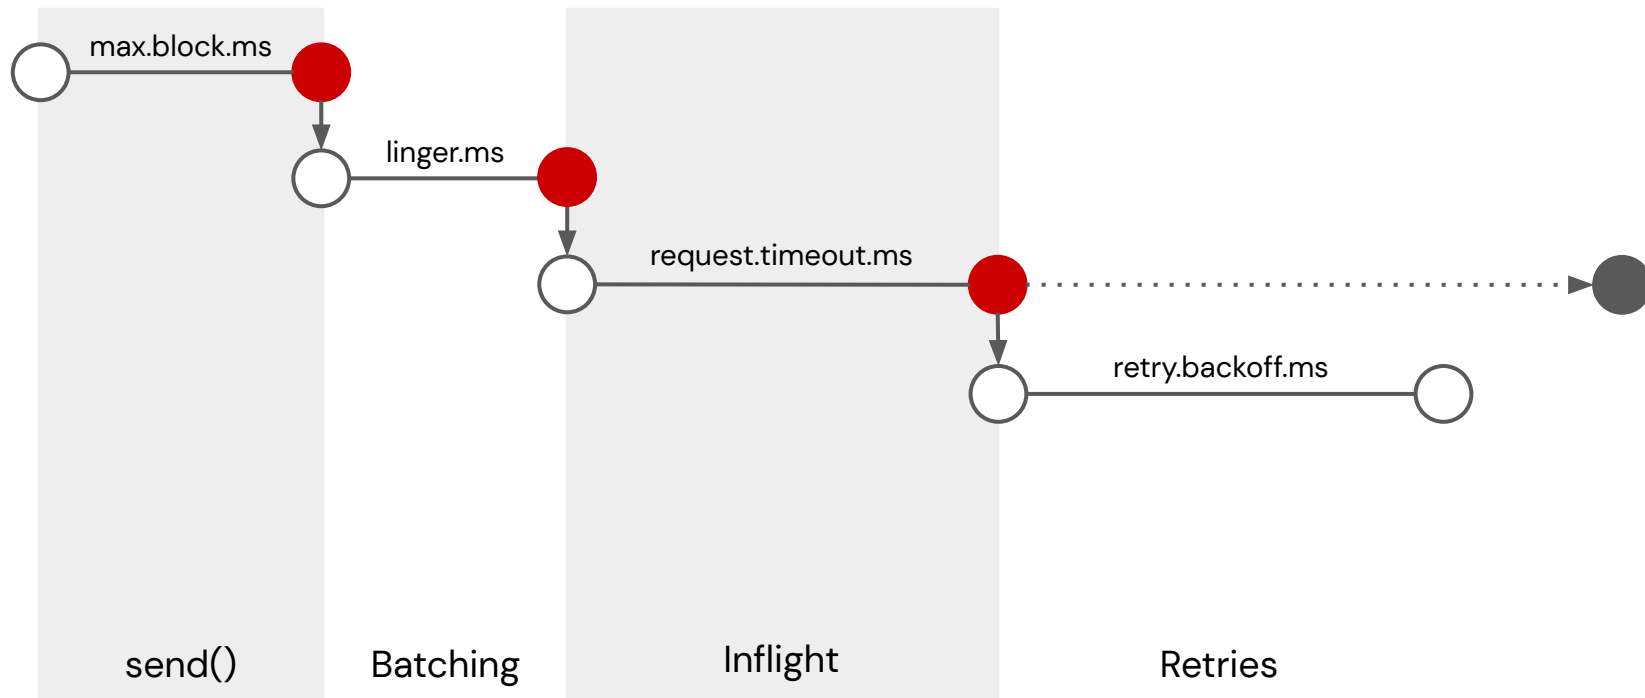 max.block.ms
linger.ms
request.timeout.ms
retry.backoff.ms
send()
Batching
Inflight
Retries